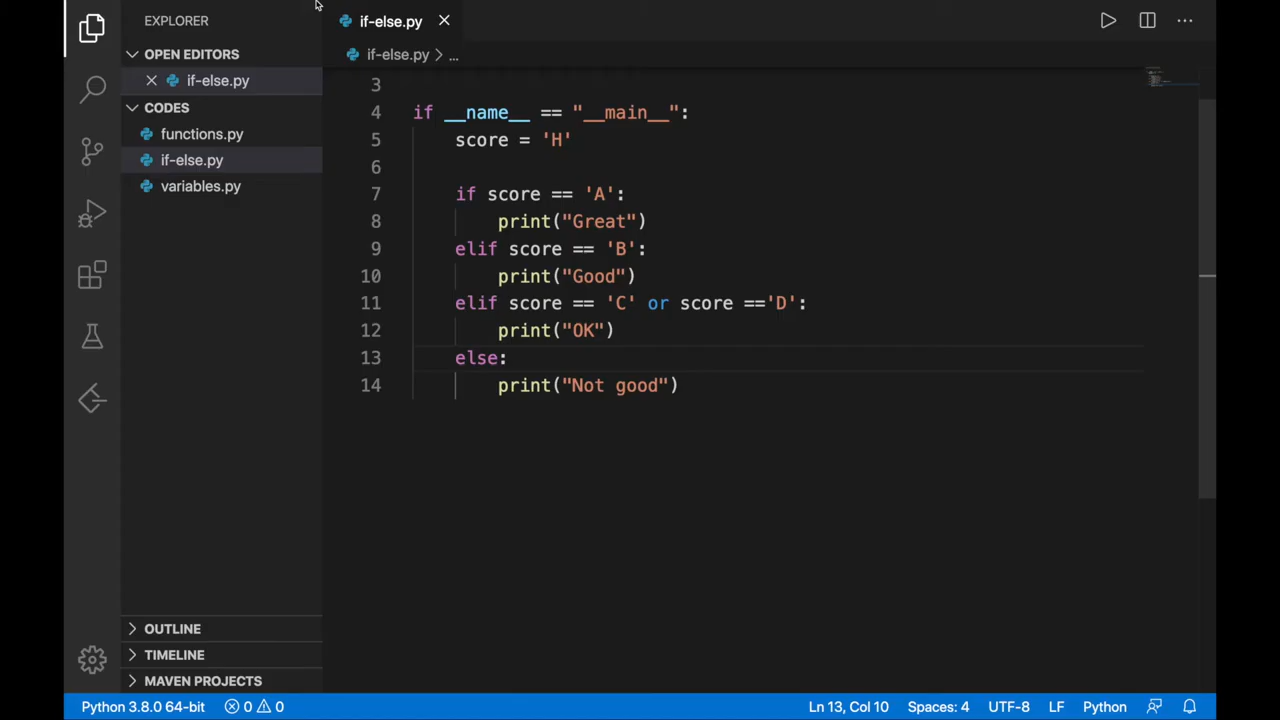 EXPLORER
OPEN EDITORS
if-else.py
CODES
functions.py
if-else.py
variables.py
OUTLINE
TIMELINE
MAVEN PROJECTS
if-else.py
if-else.py > ...
3
4 if __name__ == "__main__":
5     score = 'H'
6
7     if score == 'A':
8         print("Great")
9     elif score == 'B':
10         print("Good")
11     elif score == 'C' or score =='D':
12         print("OK")
13     else:
14         print("Not good")
Python 3.8.0 64-bit 0 0 Ln 13, Col 10 Spaces: 4 UTF-8 LF Python